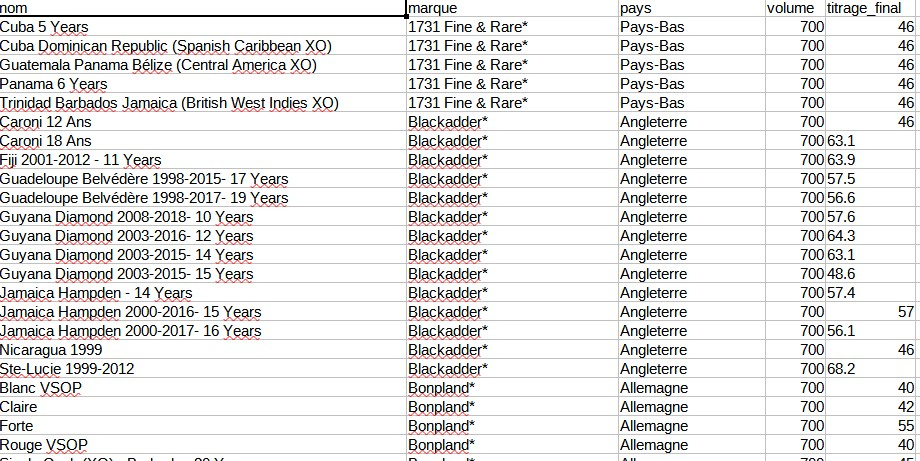 nom marque pays volume titrage_final
Cuba 5 Years 1731 Fine & Rare* Pays-Bas 700 46
Cuba Dominican Republic (Spanish Caribbean XO) 1731 Fine & Rare* Pays-Bas 700 46
Guatemala Panama Bélize (Central America XO) 1731 Fine & Rare* Pays-Bas 700 46
Panama 6 Years 1731 Fine & Rare* Pays-Bas 700 46
Trinidad Barbados Jamaica (British West Indies XO) 1731 Fine & Rare* Pays-Bas 700 46
Caroni 12 Ans Blackadder* Angleterre 700 46
Caroni 18 Ans Blackadder* Angleterre 700 63.1
Fiji 2001-2012 - 11 Years Blackadder* Angleterre 700 63.9
Guadeloupe Belvédère 1998-2015- 17 Years Blackadder* Angleterre 700 57.5
Guadeloupe Belvédère 1998-2017- 19 Years Blackadder* Angleterre 700 56.6
Guyana Diamond 2008-2018- 10 Years Blackadder* Angleterre 700 57.6
Guyana Diamond 2003-2016- 12 Years Blackadder* Angleterre 700 64.3
Guyana Diamond 2003-2015- 14 Years Blackadder* Angleterre 700 63.1
Guyana Diamond 2003-2015- 15 Years Blackadder* Angleterre 700 48.6
Jamaica Hampden - 14 Years Blackadder* Angleterre 700 57.4
Jamaica Hampden 2000-2016- 15 Years Blackadder* Angleterre 700 57
Jamaica Hampden 2000-2017- 16 Years Blackadder* Angleterre 700 56.1
Nicaragua 1999 Blackadder* Angleterre 700 46
Ste-Lucie 1999-2012 Blackadder* Angleterre 700 68.2
Blanc VSOP Bonpland* Allemagne 700 40
Claire Bonpland* Allemagne 700 42
Forte Bonpland* Allemagne 700 55
Rouge VSOP Bonpland* Allemagne 700 40